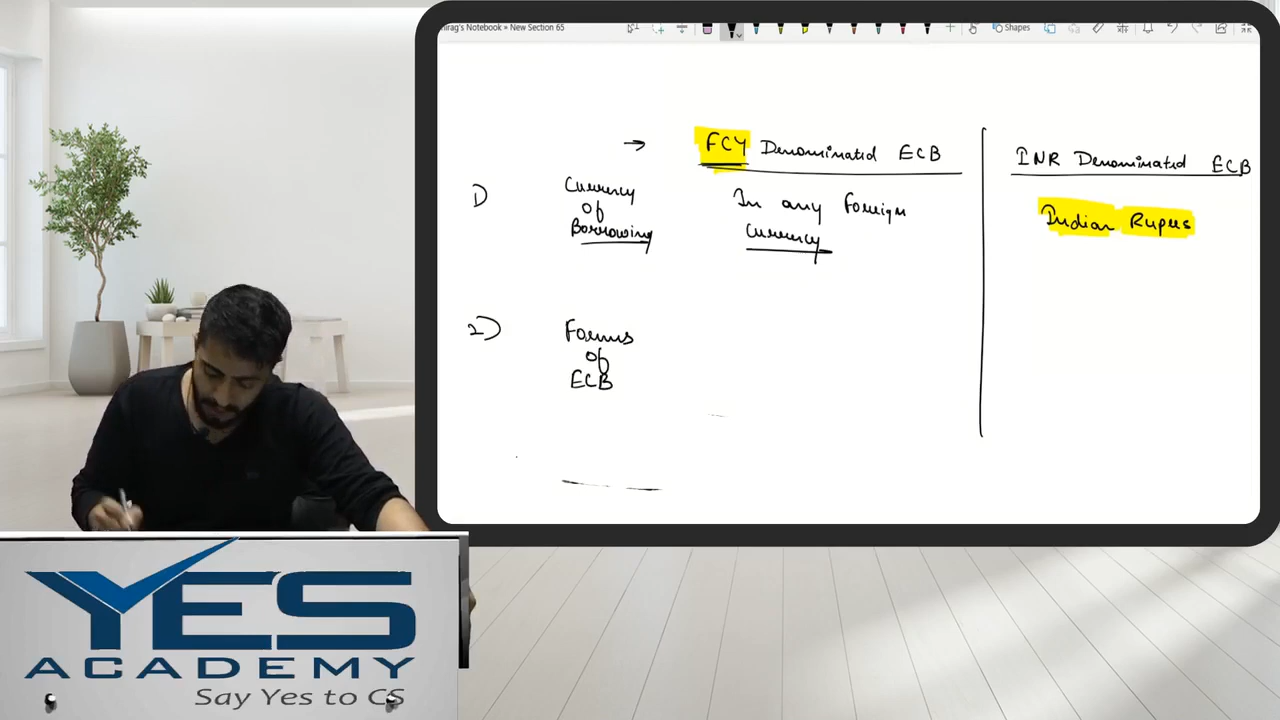 irag's Notebook » New Section 65
Shapes
→ FCY Denominated ECB
INR Denominated ECB
1) Currency
of
Borrowing
In any Foreign
Currency
Indian Rupees
2) Forms
of
ECB
YES
ACADEMY
Say Yes to CS